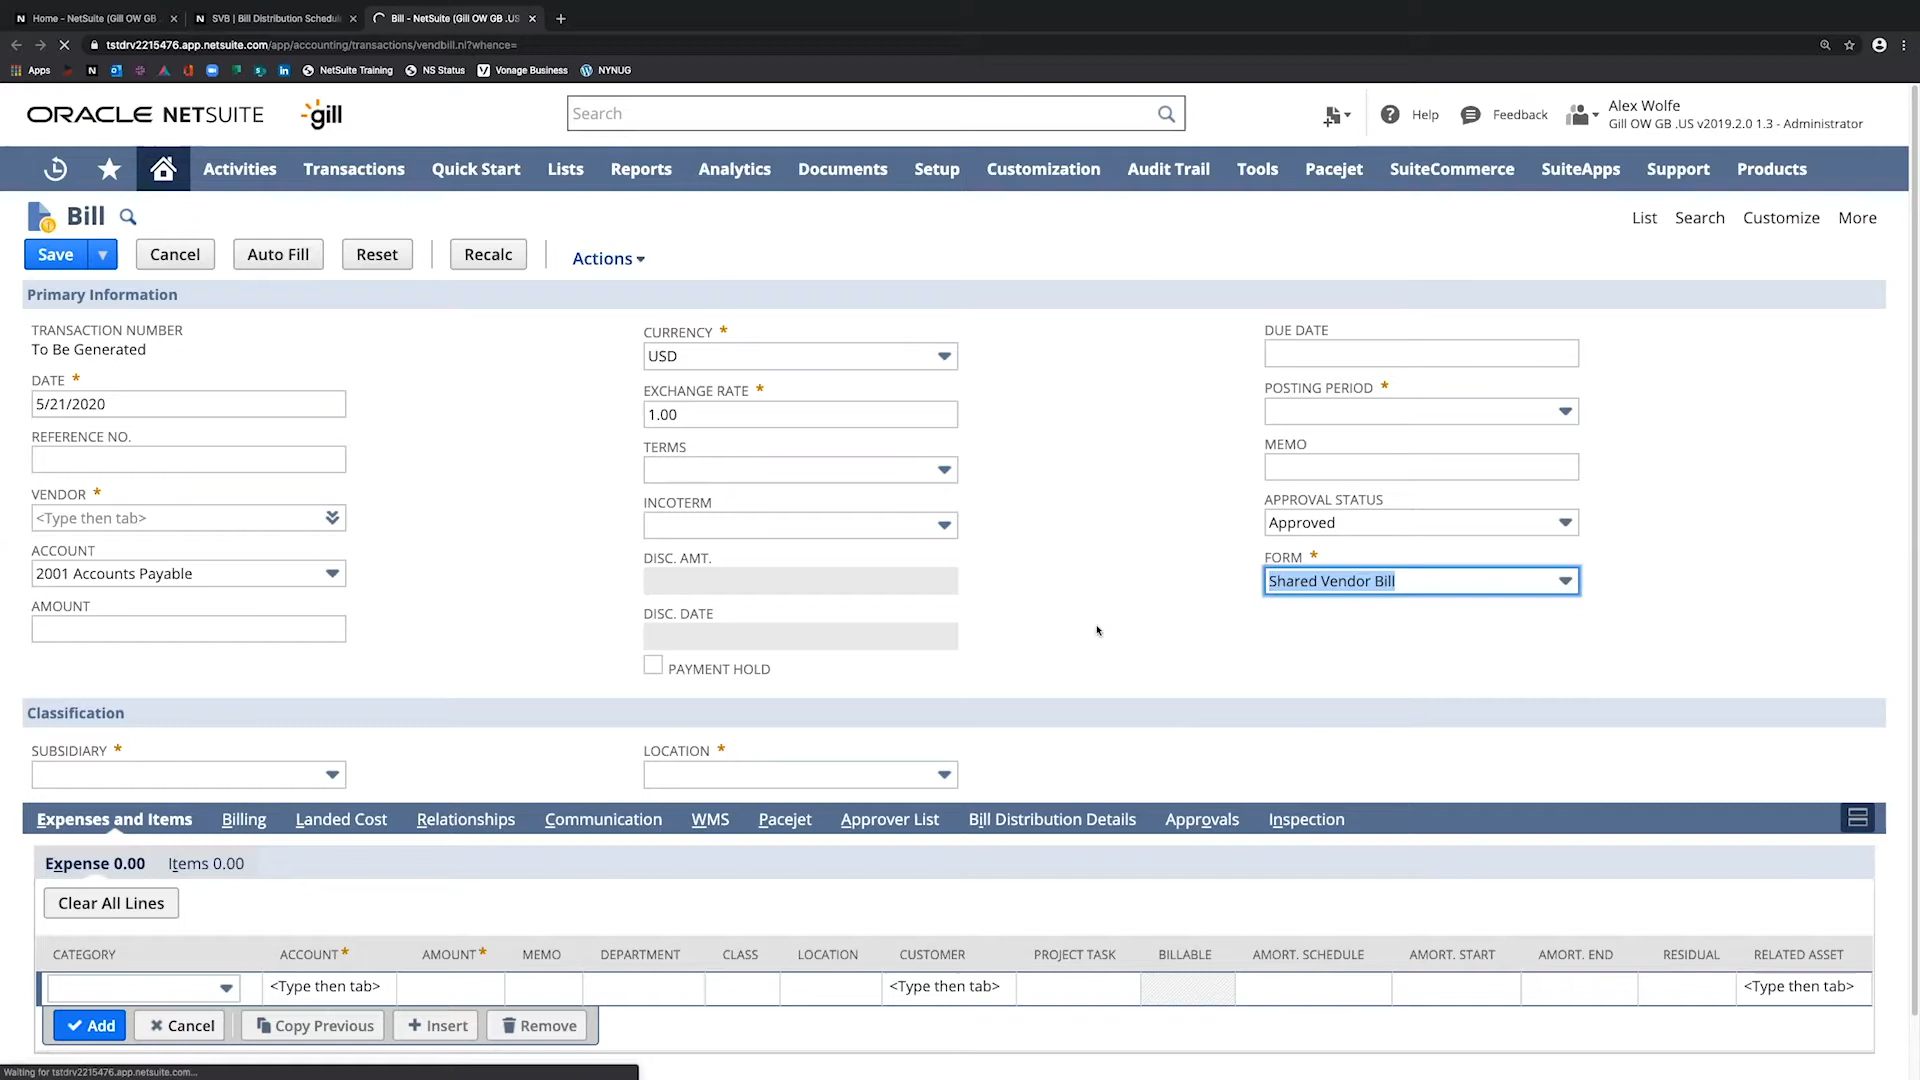 Home - NetSuite (Gill OW GB
SVB | Bill Distribution Schedul
Bill - NetSuite (Gill OW GB .US
tstdrv2215476.app.netsuite.com/app/accounting/transactions/vendbill.nl?whence=
Apps
NetSuite Training
NS Status
Vonage Business
NYNUG
ORACLE NETSUITE
gill
Search
Help
Feedback
Alex Wolfe
Gill OW GB .US v2019.2.0 1.3 - Administrator
Activities Transactions Quick Start Lists Reports Analytics Documents Setup Customization Audit Trail Tools Pacejet SuiteCommerce SuiteApps Support Products
Bill
List Search Customize More
Save Cancel Auto Fill Reset Recalc Actions
Primary Information
TRANSACTION NUMBER
To Be Generated
DATE *
5/21/2020
REFERENCE NO.
VENDOR *
<Type then tab>
ACCOUNT
2001 Accounts Payable
AMOUNT
CURRENCY *
USD
EXCHANGE RATE *
1.00
TERMS
INCOTERM
DISC. AMT.
DISC. DATE
PAYMENT HOLD
DUE DATE
POSTING PERIOD *
MEMO
APPROVAL STATUS
Approved
FORM *
Shared Vendor Bill
Classification
SUBSIDIARY *
LOCATION *
Expenses and Items Billing Landed Cost Relationships Communication WMS Pacejet Approver List Bill Distribution Details Approvals Inspection
Expense 0.00 Items 0.00
Clear All Lines
CATEGORY ACCOUNT * AMOUNT * MEMO DEPARTMENT CLASS LOCATION CUSTOMER PROJECT TASK BILLABLE AMORT. SCHEDULE AMORT. START AMORT. END RESIDUAL RELATED ASSET
<Type then tab> <Type then tab> <Type then tab>
Add Cancel Copy Previous Insert Remove
Waiting for tstdrv2215476.app.netsuite.com...